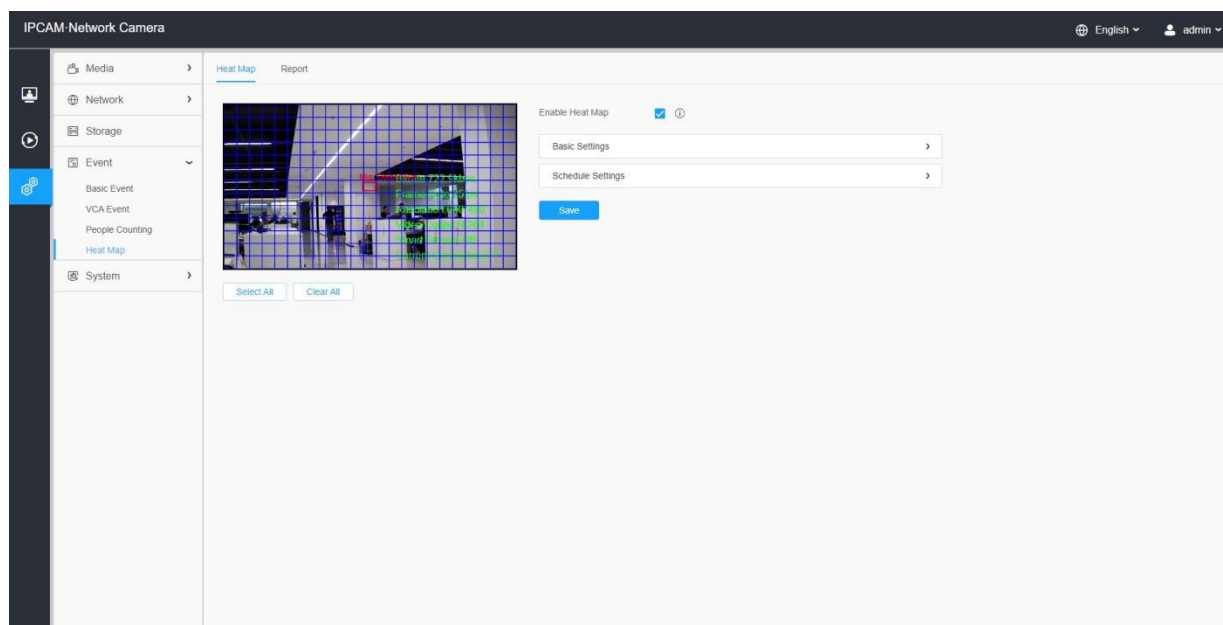 IPCAM·Network Camera
English
admin
Media
Network
Storage
Event
Basic Event
VCA Event
People Counting
Heat Map
System
Heat Map Report
Enable Heat Map
Basic Settings
Schedule Settings
Save
Select All Clear All